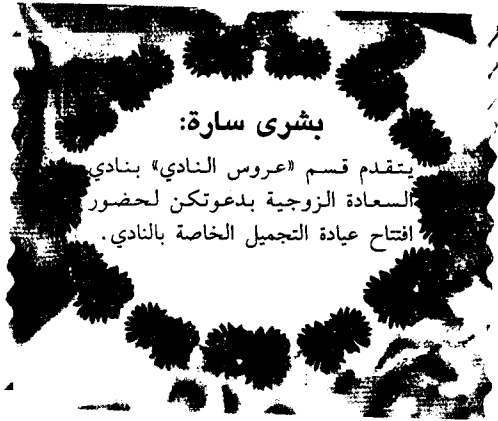 بشرى سارة:
يتقدم قسم «عروس النادي» بنادي
السعادة الزوجية بدعوتكن لحضور
افتتاح عيادة التجميل الخاصة بالنادي.